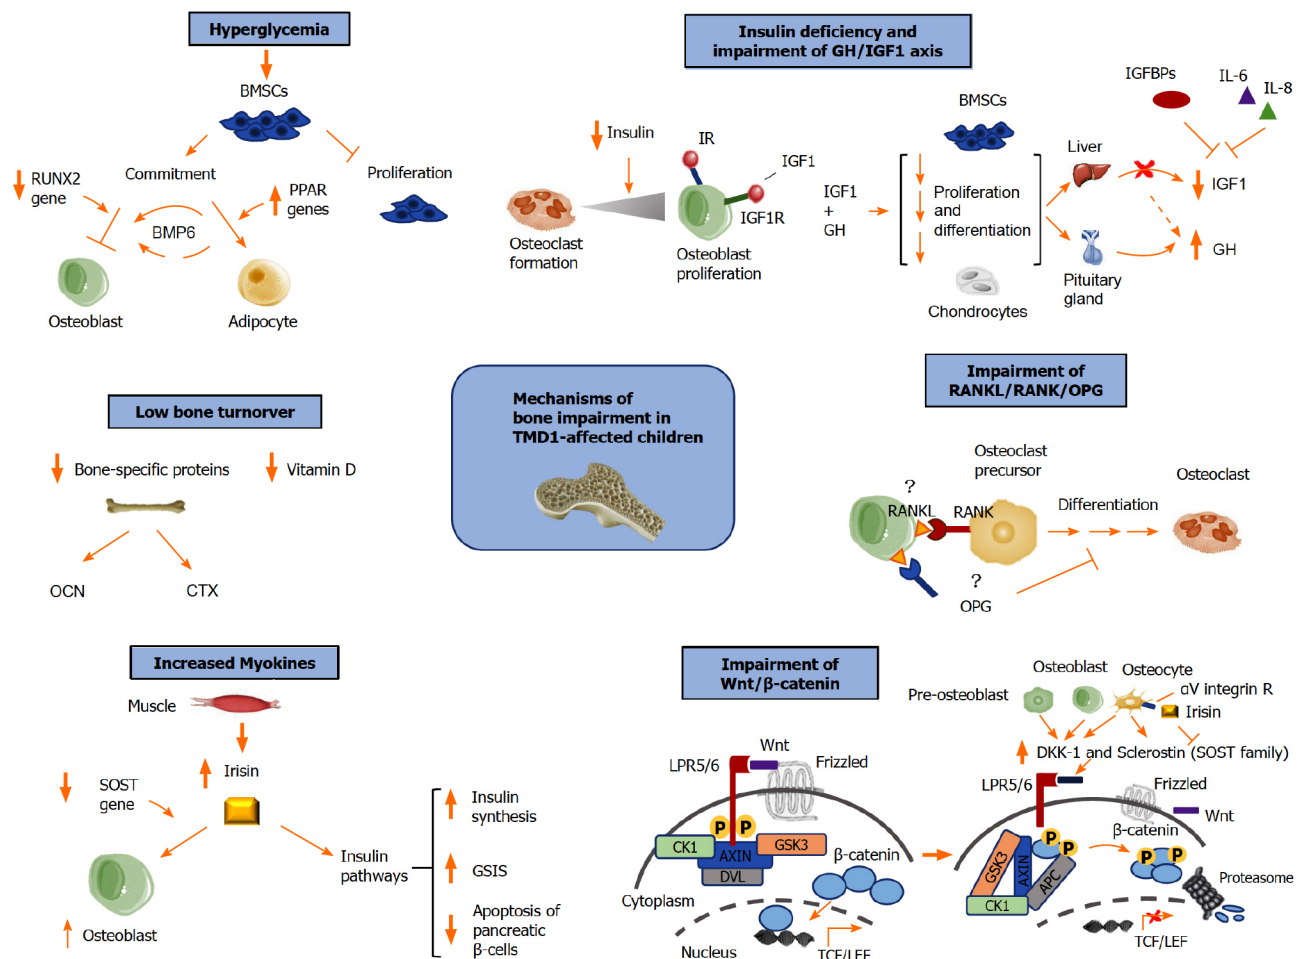 Hyperglycemia
BMSCs
Commitment
RUNX2
gene
PPAR
genes
Proliferation
BMP6
Osteoblast
Adipocyte
Insulin deficiency and
impairment of GH/IGF1 axis
Insulin
IR
IGF1
IGF1R
Osteoclast
formation
Osteoblast
proliferation
IGF1
+
GH
BMSCs
Proliferation
and
differentiation
Chondrocytes
Liver
Pituitary
gland
IGFBPs
IL-6
IL-8
IGF1
GH
Low bone turnorver
Bone-specific proteins
Vitamin D
OCN
CTX
Mechanisms of
bone impairment in
TMD1-affected children
Impairment of
RANKL/RANK/OPG
Osteoclast
precursor
Osteoclast
?
RANKL
RANK
Differentiation
?
OPG
Increased Myokines
Muscle
Irisin
SOST
gene
Osteoblast
Insulin
pathways
Insulin
synthesis
GSIS
Apoptosis of
pancreatic
β-cells
Impairment of
Wnt/β-catenin
LPR5/6
Wnt
Frizzled
P
P
CK1
AXIN
GSK3
DVL
β-catenin
Cytoplasm
Nucleus
TCF/LEF
Pre-osteoblast
Osteoblast
Osteocyte
αV integrin R
Irisin
DKK-1 and Sclerostin (SOST family)
LPR5/6
Frizzled
Wnt
β-catenin
P
P
P
P
GSK3
AXIN
APC
CK1
Proteasome
TCF/LEF